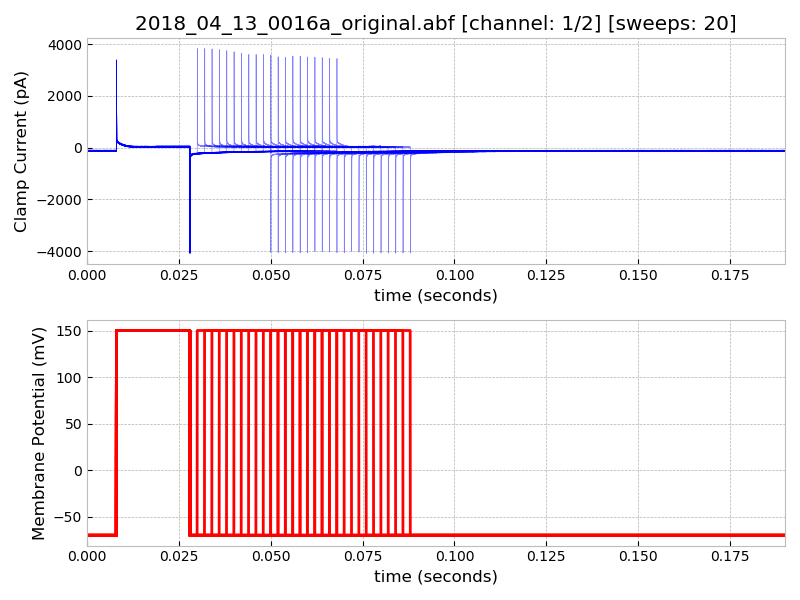 2018_04_13_0016a_original.abf [channel: 1/2] [sweeps: 20]
Clamp Current (pA)
4000
2000
0
−2000
−4000
0.000 0.025 0.050 0.075 0.100 0.125 0.150 0.175
time (seconds)
Membrane Potential (mV)
150
100
50
0
−50
0.000 0.025 0.050 0.075 0.100 0.125 0.150 0.175
time (seconds)